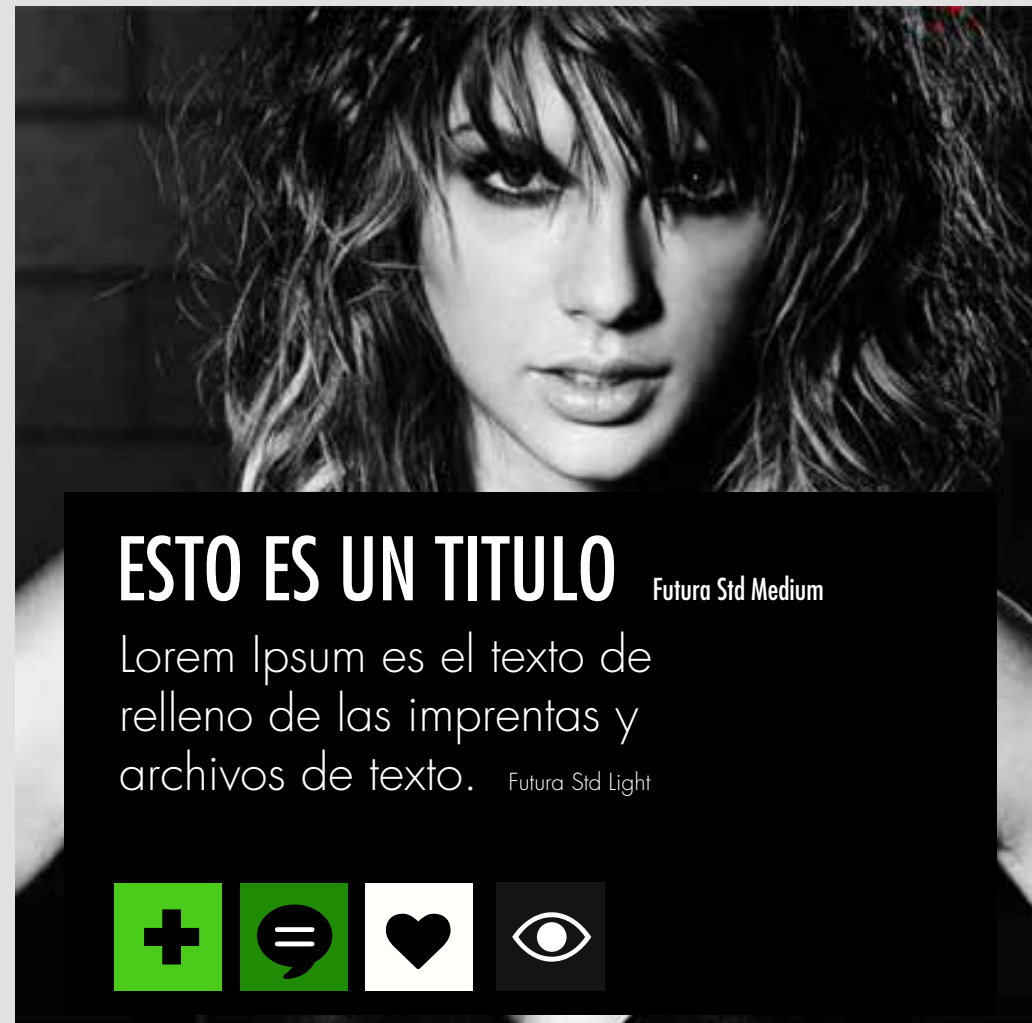 ESTO ES UN TITULO Futura Std Medium
Lorem Ipsum es el texto de
relleno de las imprentas y
archivos de texto. Futura Std Light